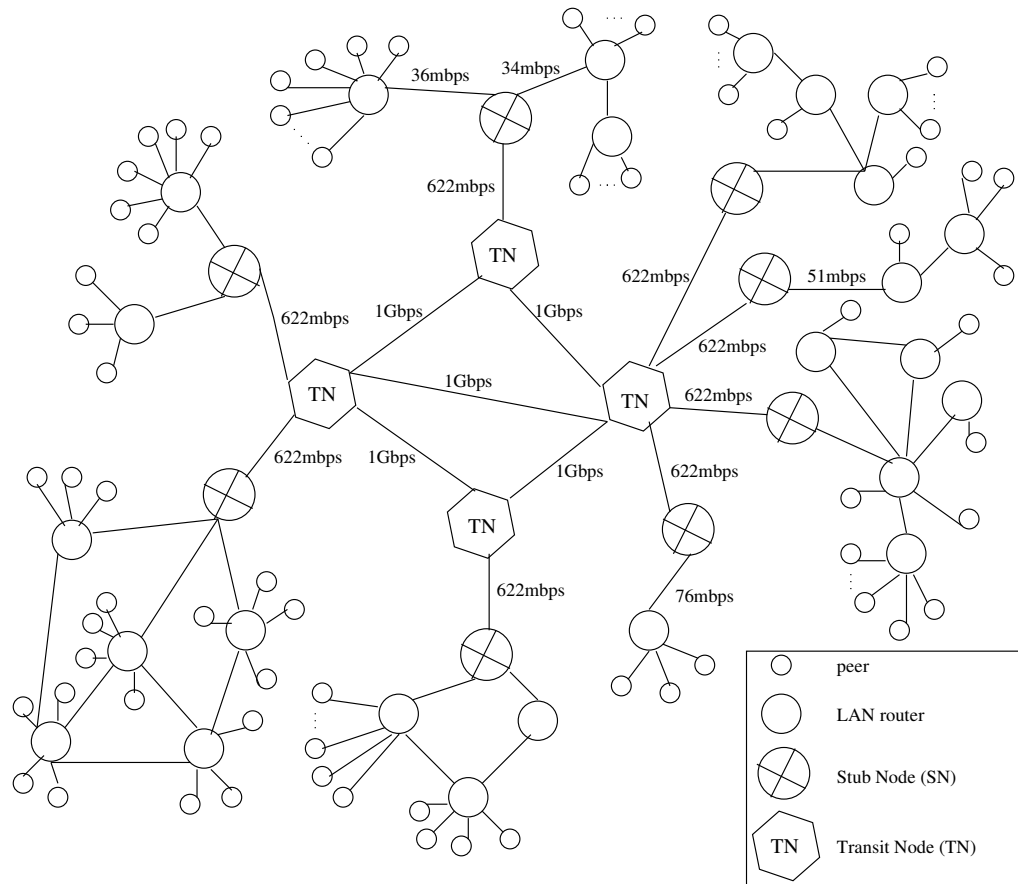 36mbps
34mbps
622mbps
TN
622mbps
51mbps
622mbps
1Gbps
1Gbps
622mbps
1Gbps
622mbps
TN
TN
622mbps
1Gbps
1Gbps
622mbps
TN
622mbps
76mbps
peer
LAN router
Stub Node (SN)
TN
Transit Node (TN)